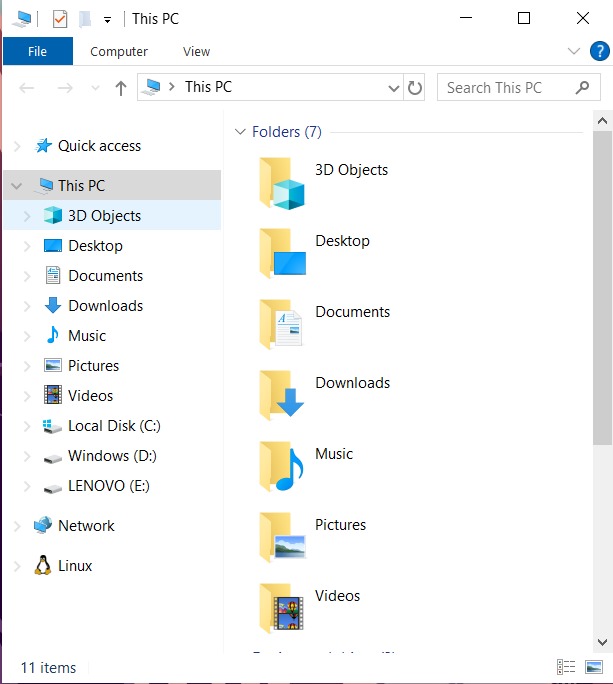 This PC
File Computer View
This PC Search This PC
Quick access
This PC
3D Objects
Desktop
Documents
Downloads
Music
Pictures
Videos
Local Disk (C:)
Windows (D:)
LENOVO (E:)
Network
Linux
Folders (7)
3D Objects
Desktop
Documents
Downloads
Music
Pictures
Videos
11 items